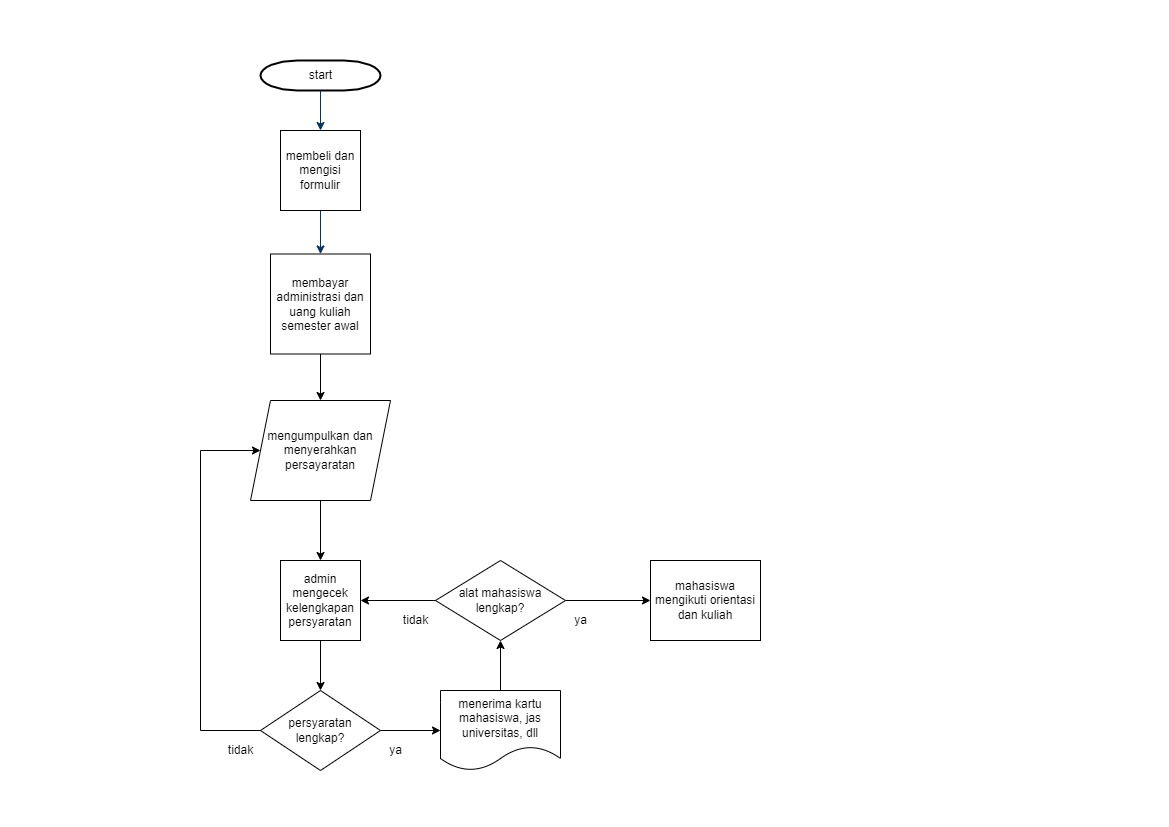 start
membeli dan
mengisi
formulir
membayar
administrasi dan
uang kuliah
semester awal
mengumpulkan dan
menyerahkan
persayaratan
admin
mengecek
kelengkapan
persyaratan
alat mahasiswa
lengkap?
tidak
ya
mahasiswa
mengikuti orientasi
dan kuliah
persyaratan
lengkap?
tidak
ya
menerima kartu
mahasiswa, jas
universitas, dll